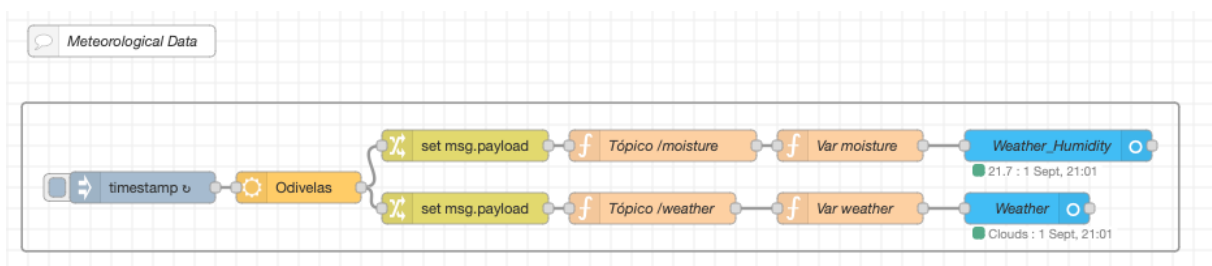 Meteorological Data
set msg.payload
Tópico /moisture
Var moisture
Weather_Humidity
21.7 : 1 Sept, 21:01
timestamp ↻
Odivelas
set msg.payload
Tópico /weather
Var weather
Weather
Clouds : 1 Sept, 21:01